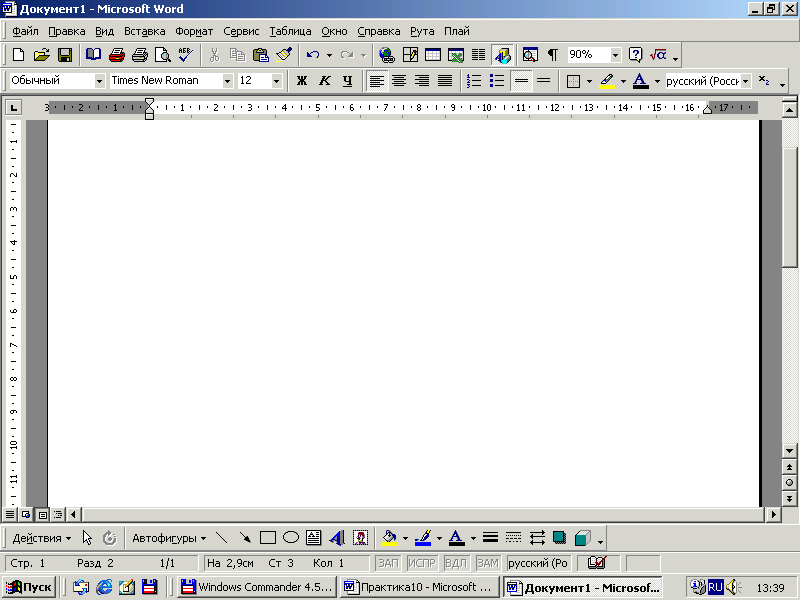 Документ1 - Microsoft Word
Файл Правка Вид Вставка Формат Сервис Таблица Окно Справка Рута Плай
90%
Обычный Times New Roman 12 Ж К Ч русский (Росс
3 2 1 1 2 3 4 5 6 7 8 9 10 11 12 13 14 15 16 17
1
2
3
4
5
6
7
8
9
10
11
Действия Автофигуры
Стр. 1 Разд 2 1/1 На 2,9см Ст 3 Кол 1 ЗАП ИСПР ВДЛ ЗАМ русский (Ро
Пуск Windows Commander 4.5... Практика10 - Microsoft ... Документ1 - Microsof... RU 13:39